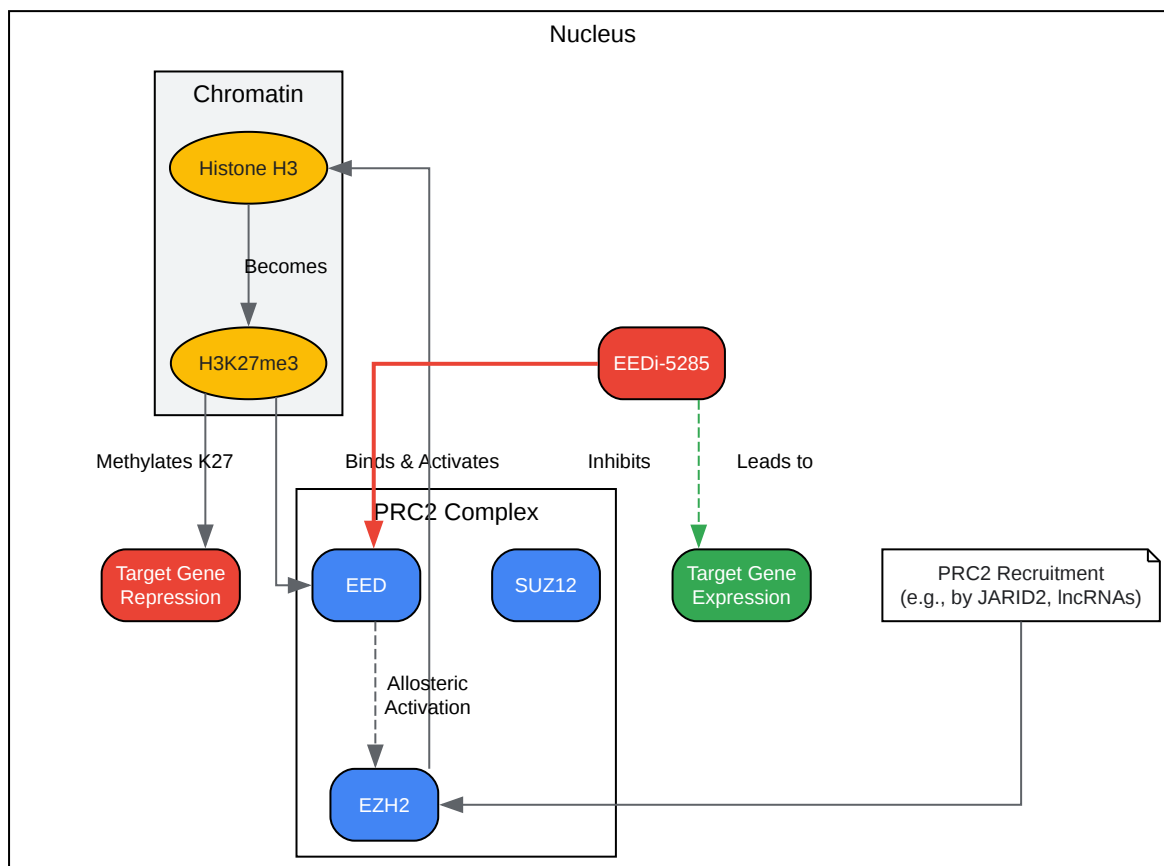 Nucleus
Chromatin
Histone H3
Becomes
H3K27me3
EEDi-5285
Methylates K27
Binds & Activates
Inhibits
Leads to
PRC2 Complex
Target Gene
Repression
EED
SUZ12
Target Gene
Expression
PRC2 Recruitment
(e.g., by JARID2, lncRNAs)
Allosteric
Activation
EZH2